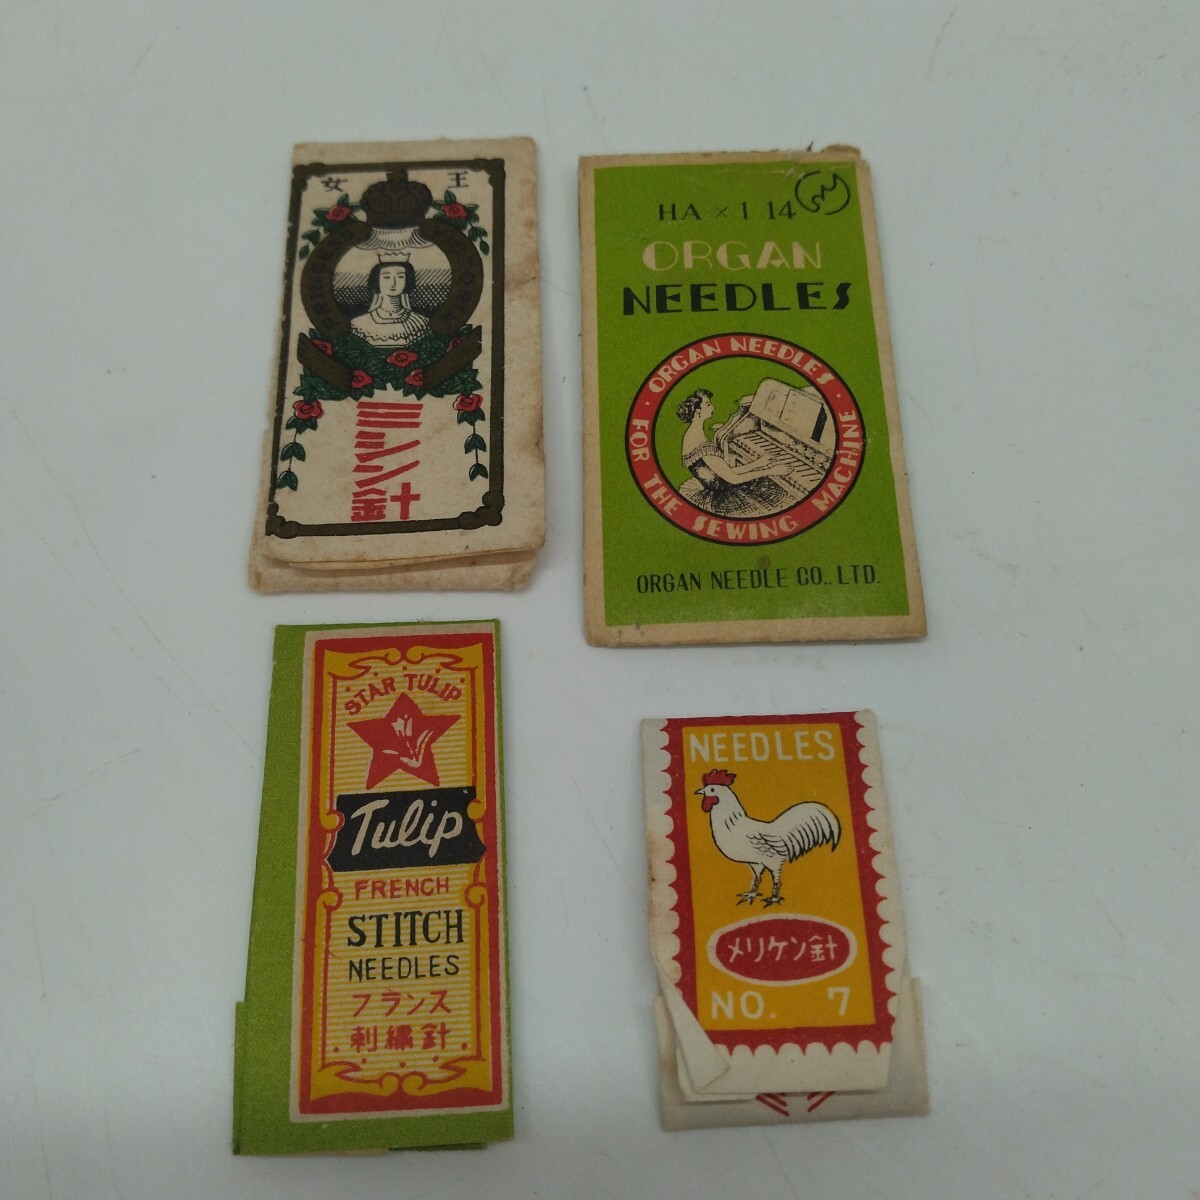 女 王
ミシン針
HA × 1 14
ORGAN
NEEDLES
ORGAN NEEDLES
FOR THE SEWING MACHINE
ORGAN NEEDLE CO., LTD.
STAR TULIP
Tulip
FRENCH
STITCH
NEEDLES
フランス
刺繍針
NEEDLES
メリケン針
NO. 7